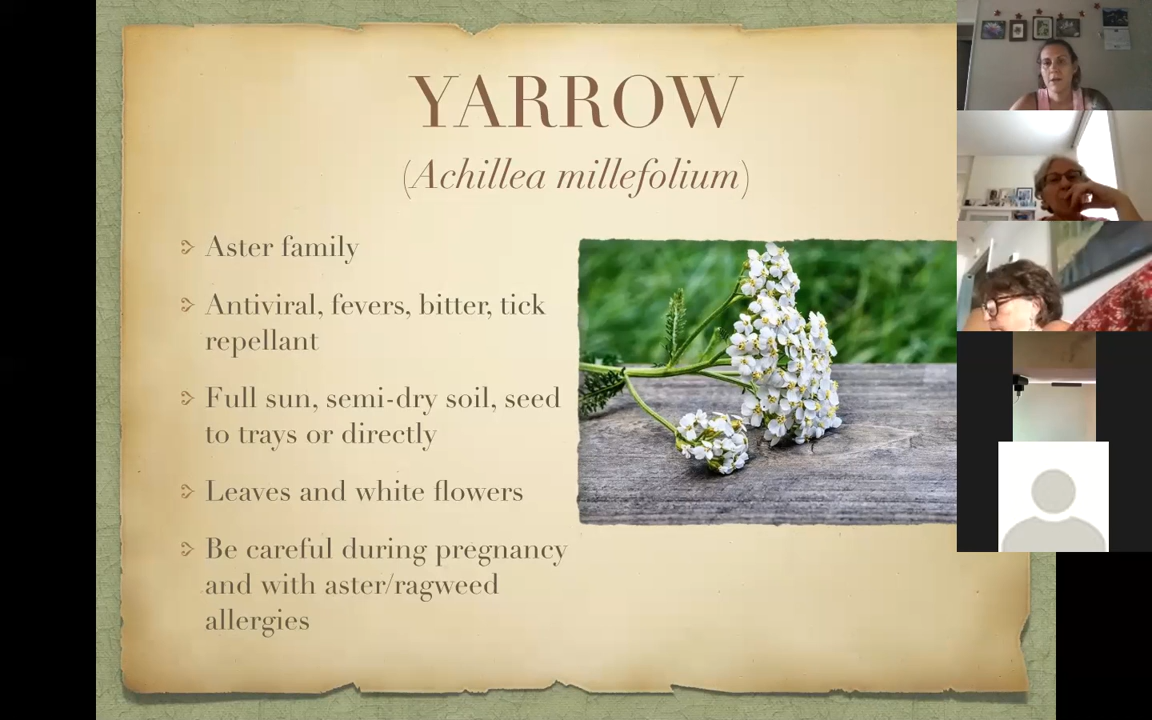 YARROW
(Achillea millefolium)
Aster family
Antiviral, fevers, bitter, tick
repellant
Full sun, semi-dry soil, seed
to trays or directly
Leaves and white flowers
Be careful during pregnancy
and with aster/ragweed
allergies